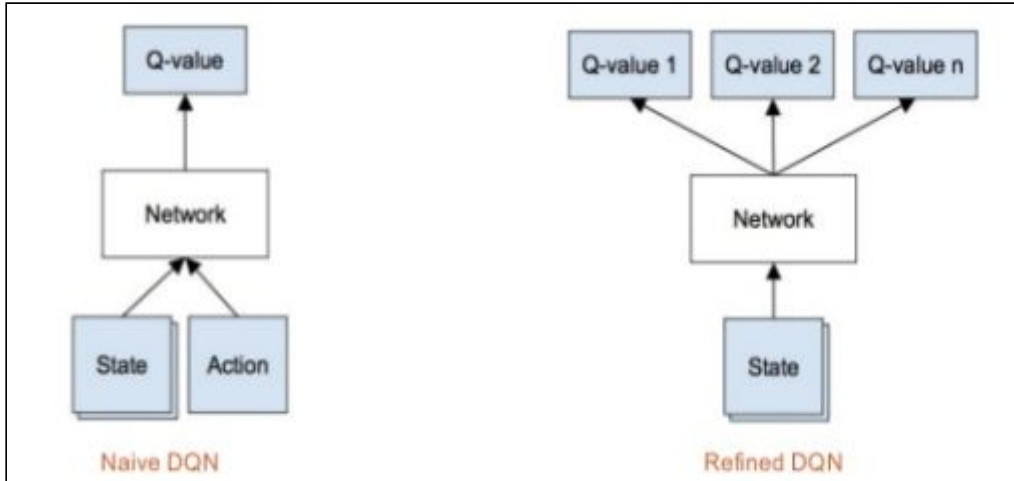 Q-value
Network
State
Action
Naive DQN
Q-value 1
Q-value 2
Q-value n
Network
State
Refined DQN